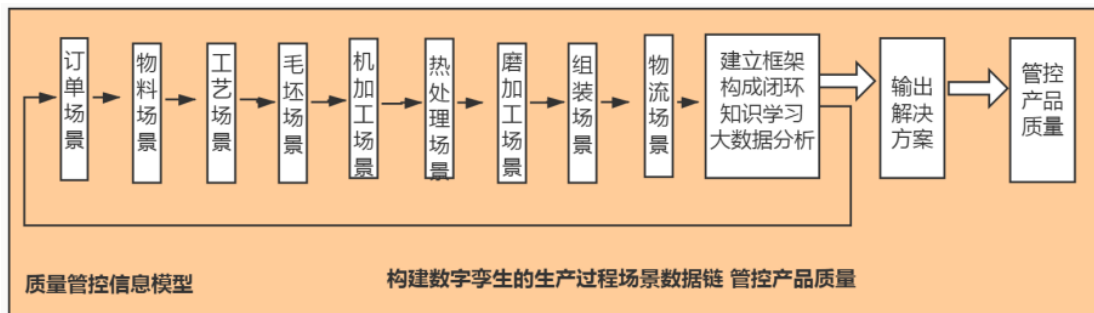 订单场景
物料场景
工艺场景
毛坯场景
机加工场景
热处理场景
磨加工场景
组装场景
物流场景
建立框架
构成闭环
知识学习
大数据分析
输出
解决
方案
管控
产品
质量
质量管控信息模型
构建数字孪生的生产过程场景数据链 管控产品质量